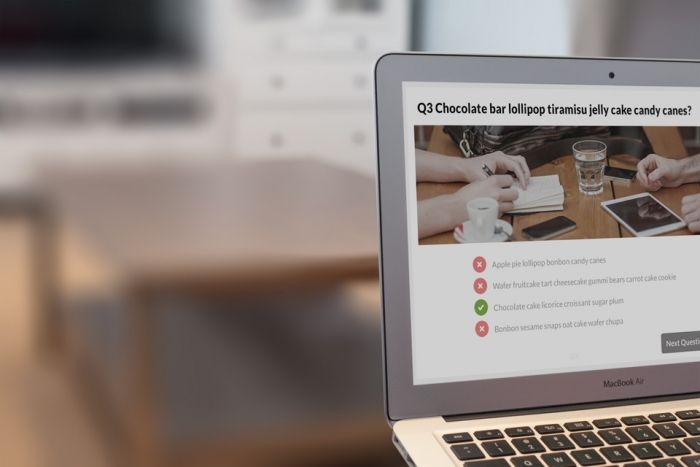 Q3 Chocolate bar lollipop tiramisu jelly cake candy canes?
Apple pie lollipop bonbon candy canes
Wafer fruitcake tart cheesecake gummi bears carrot cake cookie
Chocolate cake licorice croissant sugar plum
Bonbon sesame snaps oat cake wafer chupa
Next Questi
MacBook Air